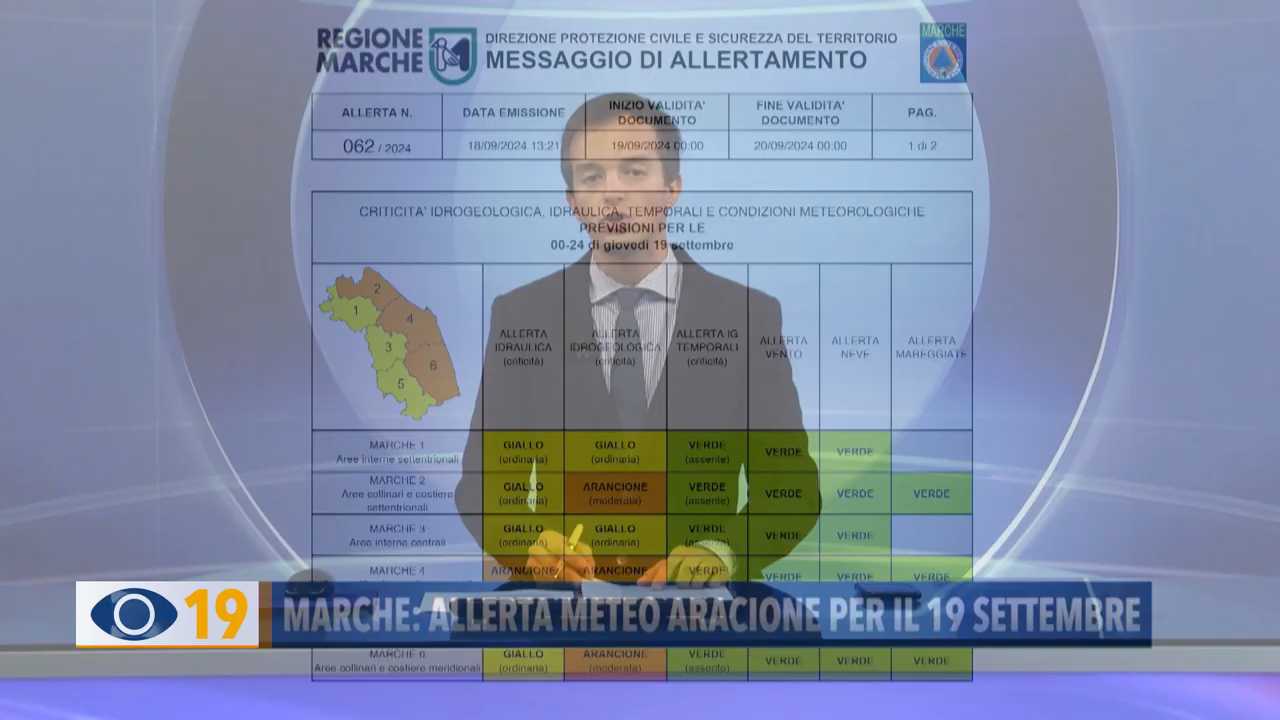 REGIONE
MARCHE
DIREZIONE PROTEZIONE CIVILE E SICUREZZA DEL TERRITORIO
MESSAGGIO DI ALLERTAMENTO
MARCHE
ALLERTA N.
DATA EMISSIONE
INIZIO VALIDITA'
DOCUMENTO
FINE VALIDITA'
DOCUMENTO
PAG.
062 / 2024
18/09/2024 13:21
19/09/2024 00:00
20/09/2024 00:00
1 di 2
CRITICITA' IDROGEOLOGICA, IDRAULICA, TEMPORALI E CONDIZIONI METEOROLOGICHE
PREVISIONI PER LE
00-24 di giovedì 19 settembre
2
1
4
3
6
5
ALLERTA
IDRAULICA
(criticità)
ALLERTA
IDROGEOLOGICA
(criticità)
ALLERTA IG
TEMPORALI
(criticità)
ALLERTA
VENTO
ALLERTA
NEVE
ALLERTA
MAREGGIATE
MARCHE 1
Aree interne settentrionali
GIALLO
(ordinaria)
GIALLO
(ordinaria)
VERDE
(assente)
VERDE
VERDE
MARCHE 2
Aree collinari e costiere
settentrionali
GIALLO
(ordinaria)
ARANCIONE
(moderata)
VERDE
(assente)
VERDE
VERDE
VERDE
MARCHE 3
Aree interne centrali
GIALLO
(ordinaria)
GIALLO
(ordinaria)
VERDE
(assente)
VERDE
VERDE
MARCHE 4
ARANCIONE
ARANCIONE
VERDE
VERDE
VERDE
VERDE
19
MARCHE: ALLERTA METEO ARACIONE PER IL 19 SETTEMBRE
MARCHE 6
Aree collinari e costiere meridionali
GIALLO
(ordinaria)
ARANCIONE
(moderata)
VERDE
(assente)
VERDE
VERDE
VERDE